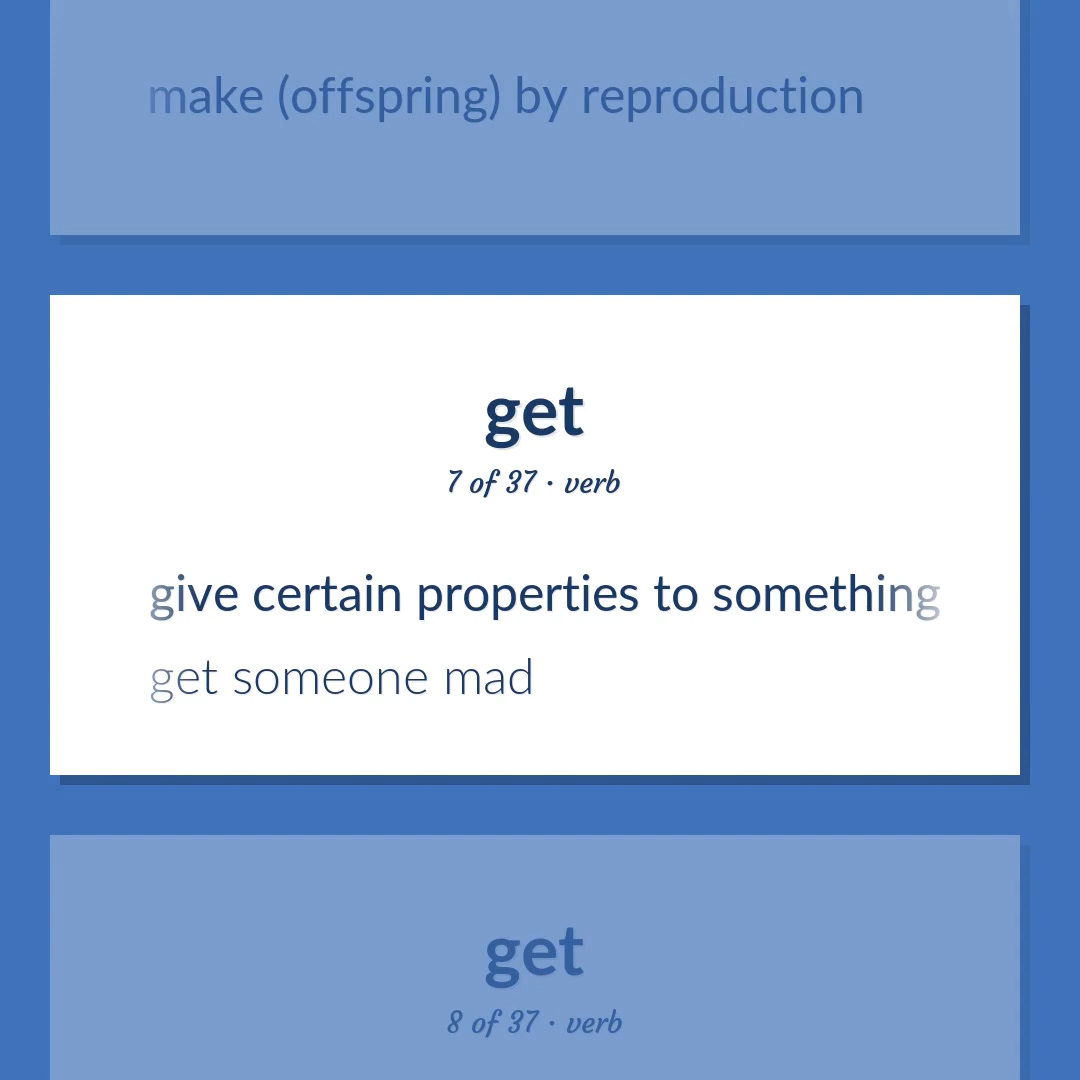 make (offspring) by reproduction
get
7 of 37 · verb
give certain properties to something
get someone mad
get
8 of 37 · verb